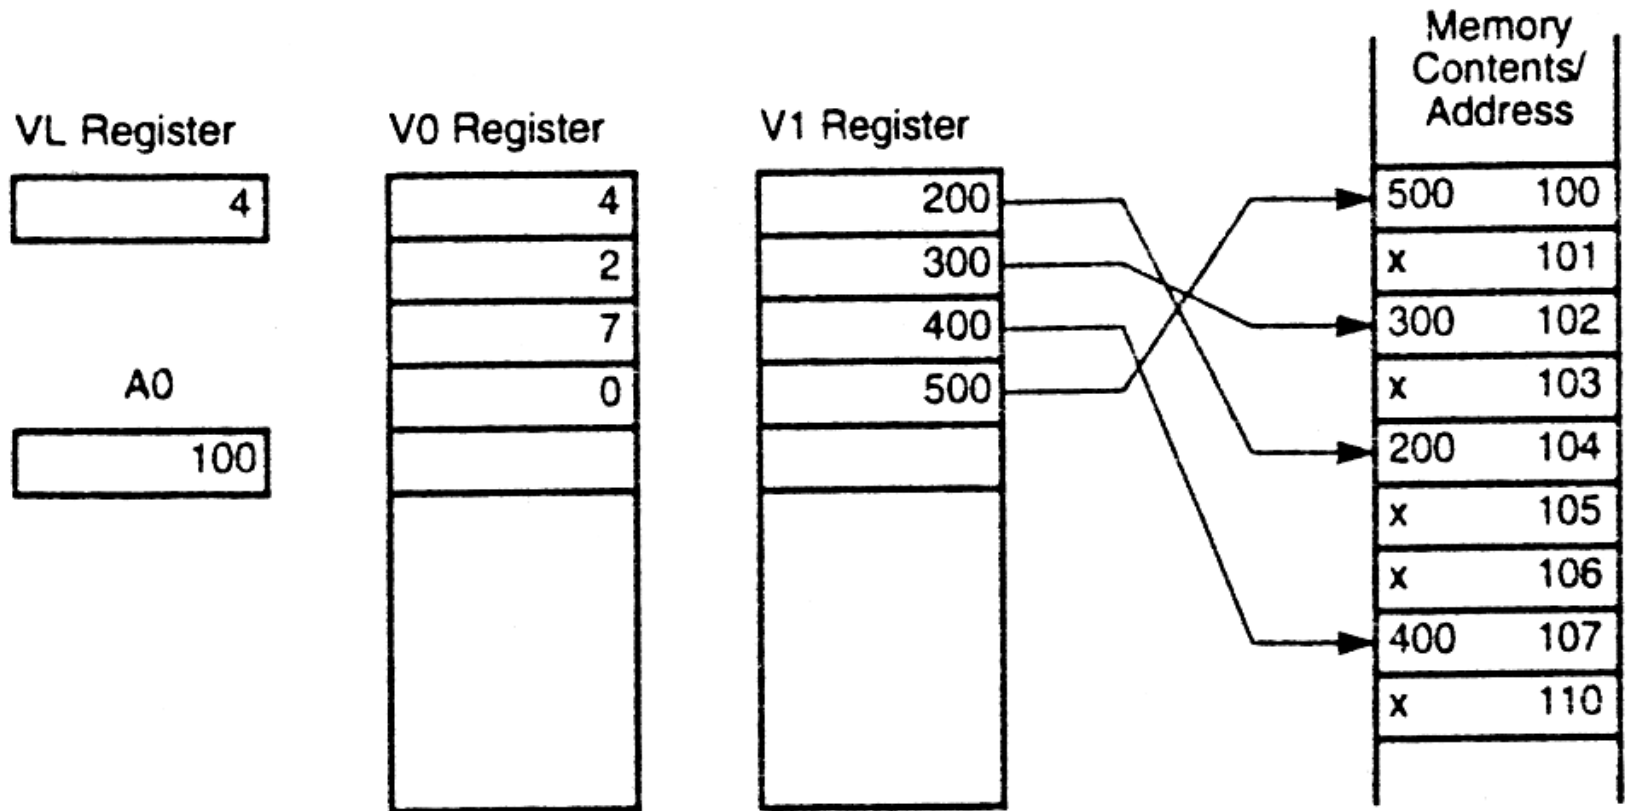 Memory
Contents/
Address
VL Register
V0 Register
V1 Register
4
4
200
500 100
2
300
x 101
7
400
300 102
A0
0
500
x 103
100
200 104
x 105
x 106
400 107
x 110